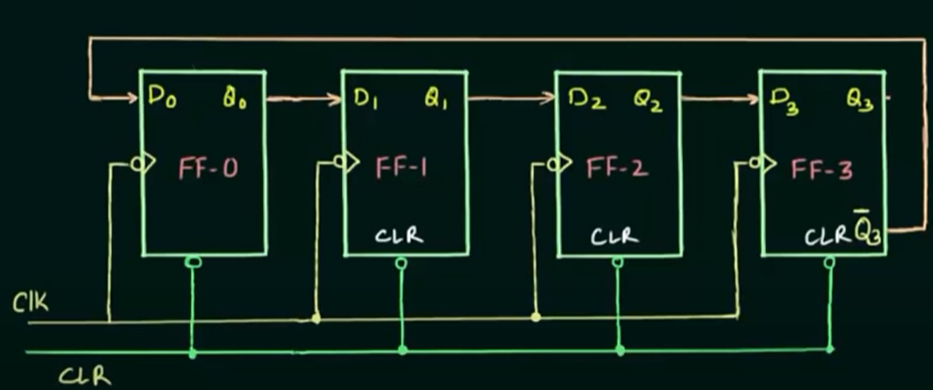 D₀ Q₀ D₁ Q₁ D₂ Q₂ D₃ Q₃
FF-0 FF-1 FF-2 FF-3
CLR CLR CLR Q̅₃
Clk
CLR